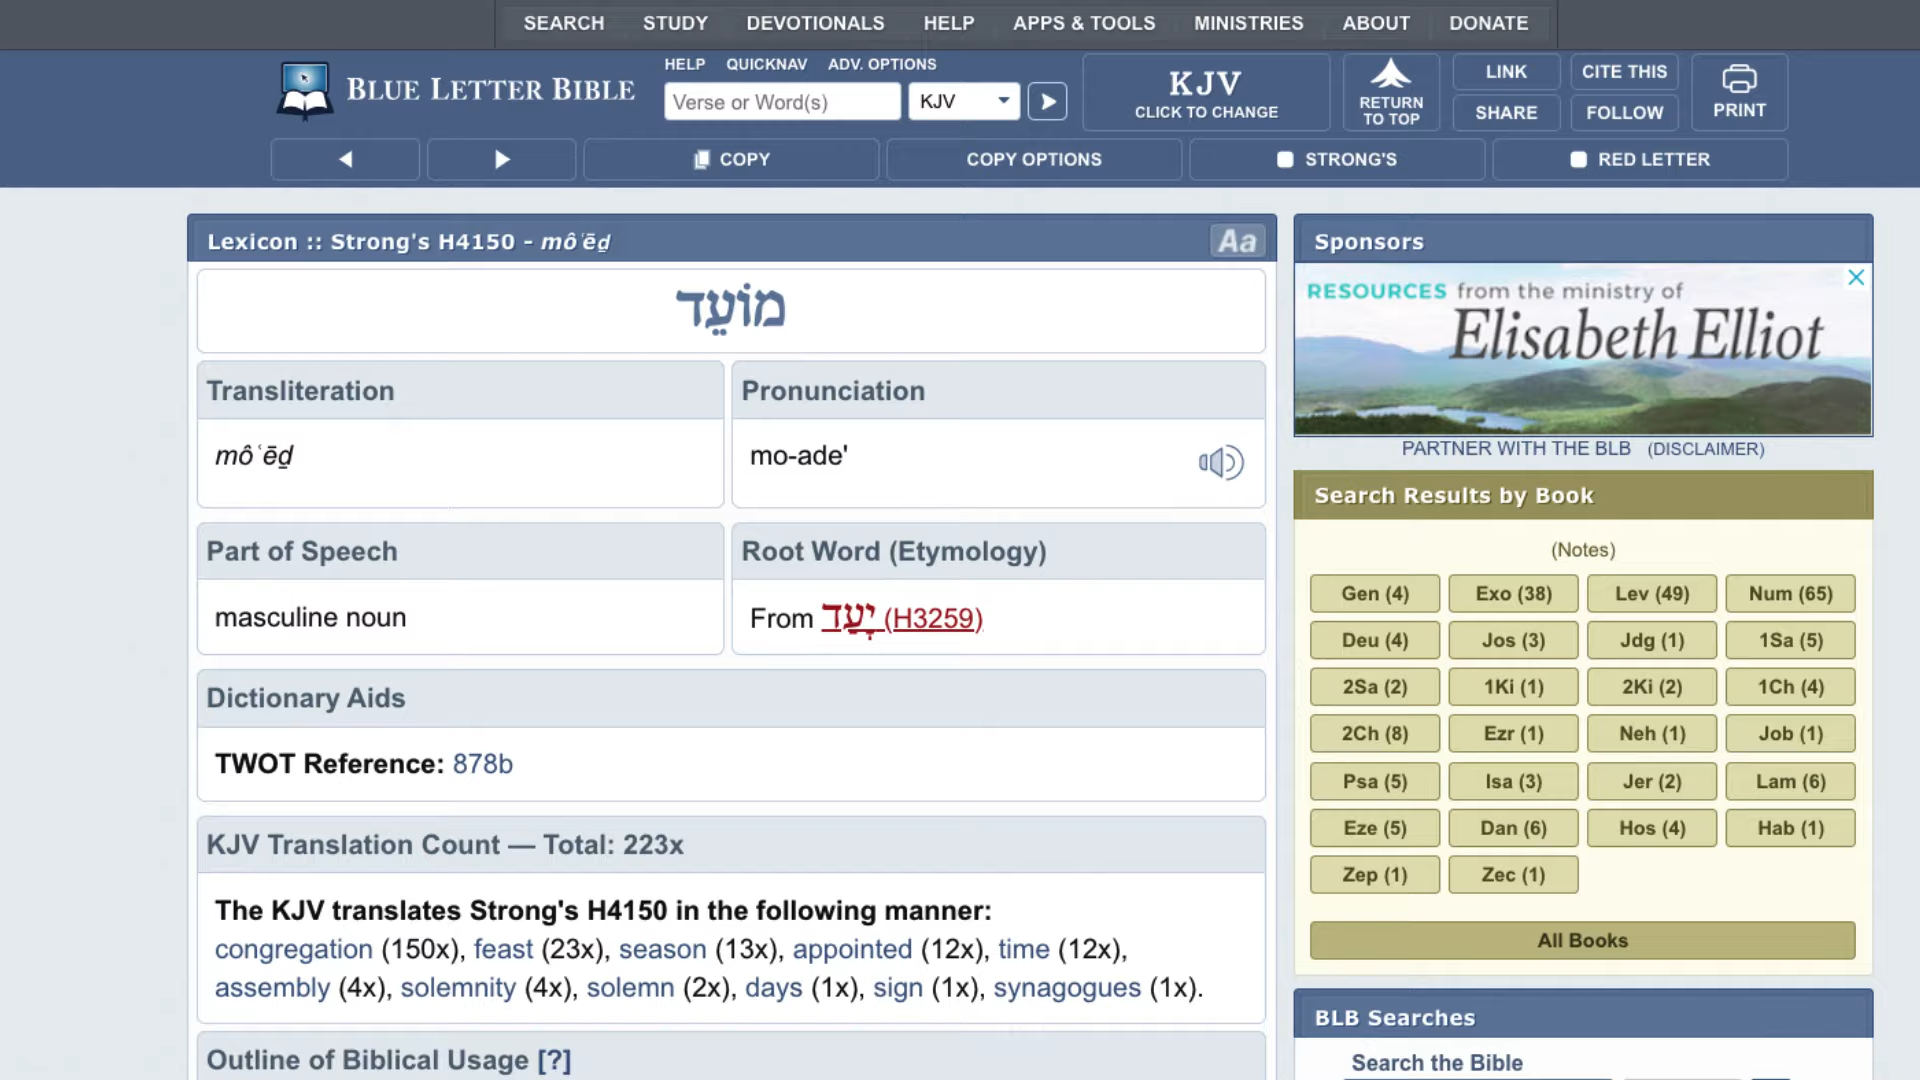 SEARCH STUDY DEVOTIONALS HELP APPS & TOOLS MINISTRIES ABOUT DONATE
BLUE LETTER BIBLE
HELP QUICKNAV ADV. OPTIONS
Verse or Word(s) KJV
KJV
CLICK TO CHANGE
RETURN
TO TOP
LINK
CITE THIS
SHARE
FOLLOW
PRINT
COPY COPY OPTIONS STRONG'S RED LETTER
Lexicon :: Strong's H4150 - môʿēḏ
Aa
מוֹעֵד
Transliteration
môʿēḏ
Pronunciation
mo-ade'
Part of Speech
masculine noun
Root Word (Etymology)
From יָעַד (H3259)
Dictionary Aids
TWOT Reference: 878b
KJV Translation Count — Total: 223x
The KJV translates Strong's H4150 in the following manner:
congregation (150x), feast (23x), season (13x), appointed (12x), time (12x),
assembly (4x), solemnity (4x), solemn (2x), days (1x), sign (1x), synagogues (1x).
Outline of Biblical Usage [?]
Sponsors
RESOURCES from the ministry of
Elisabeth Elliot
PARTNER WITH THE BLB (DISCLAIMER)
Search Results by Book
(Notes)
Gen (4) Exo (38) Lev (49) Num (65)
Deu (4) Jos (3) Jdg (1) 1Sa (5)
2Sa (2) 1Ki (1) 2Ki (2) 1Ch (4)
2Ch (8) Ezr (1) Neh (1) Job (1)
Psa (5) Isa (3) Jer (2) Lam (6)
Eze (5) Dan (6) Hos (4) Hab (1)
Zep (1) Zec (1)
All Books
BLB Searches
Search the Bible